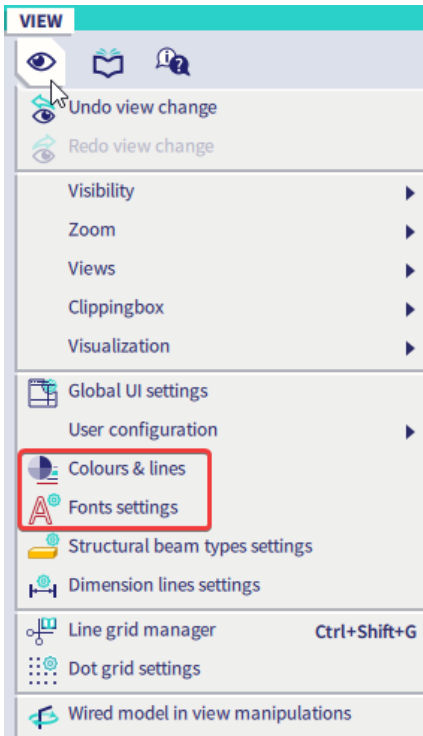 VIEW
Undo view change
Redo view change
Visibility
Zoom
Views
Clippingbox
Visualization
Global UI settings
User configuration
Colours & lines
Fonts settings
Structural beam types settings
Dimension lines settings
Line grid manager Ctrl+Shift+G
Dot grid settings
Wired model in view manipulations